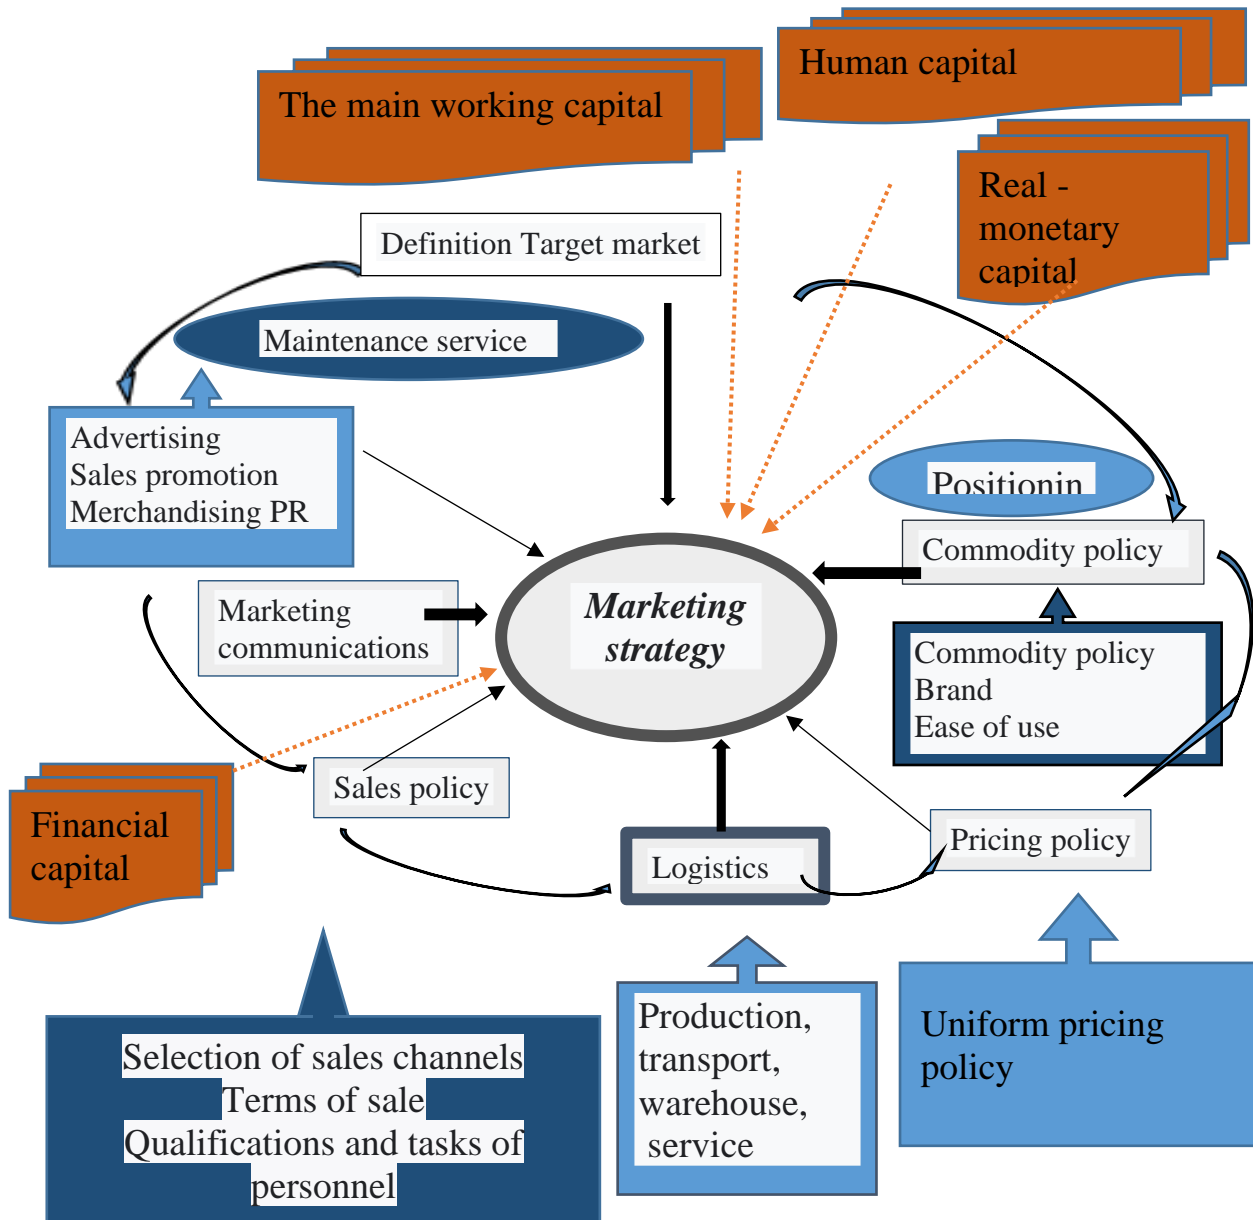 Human capital
The main working capital
Real -
monetary
capital
Definition Target market
Maintenance service
Advertising
Sales promotion
Merchandising PR
Positionin
Commodity policy
Marketing
strategy
Marketing
communications
Commodity policy
Brand
Ease of use
Sales policy
Financial
capital
Logistics
Pricing policy
Selection of sales channels
Terms of sale
Qualifications and tasks of
personnel
Production,
transport,
warehouse,
service
Uniform pricing
policy